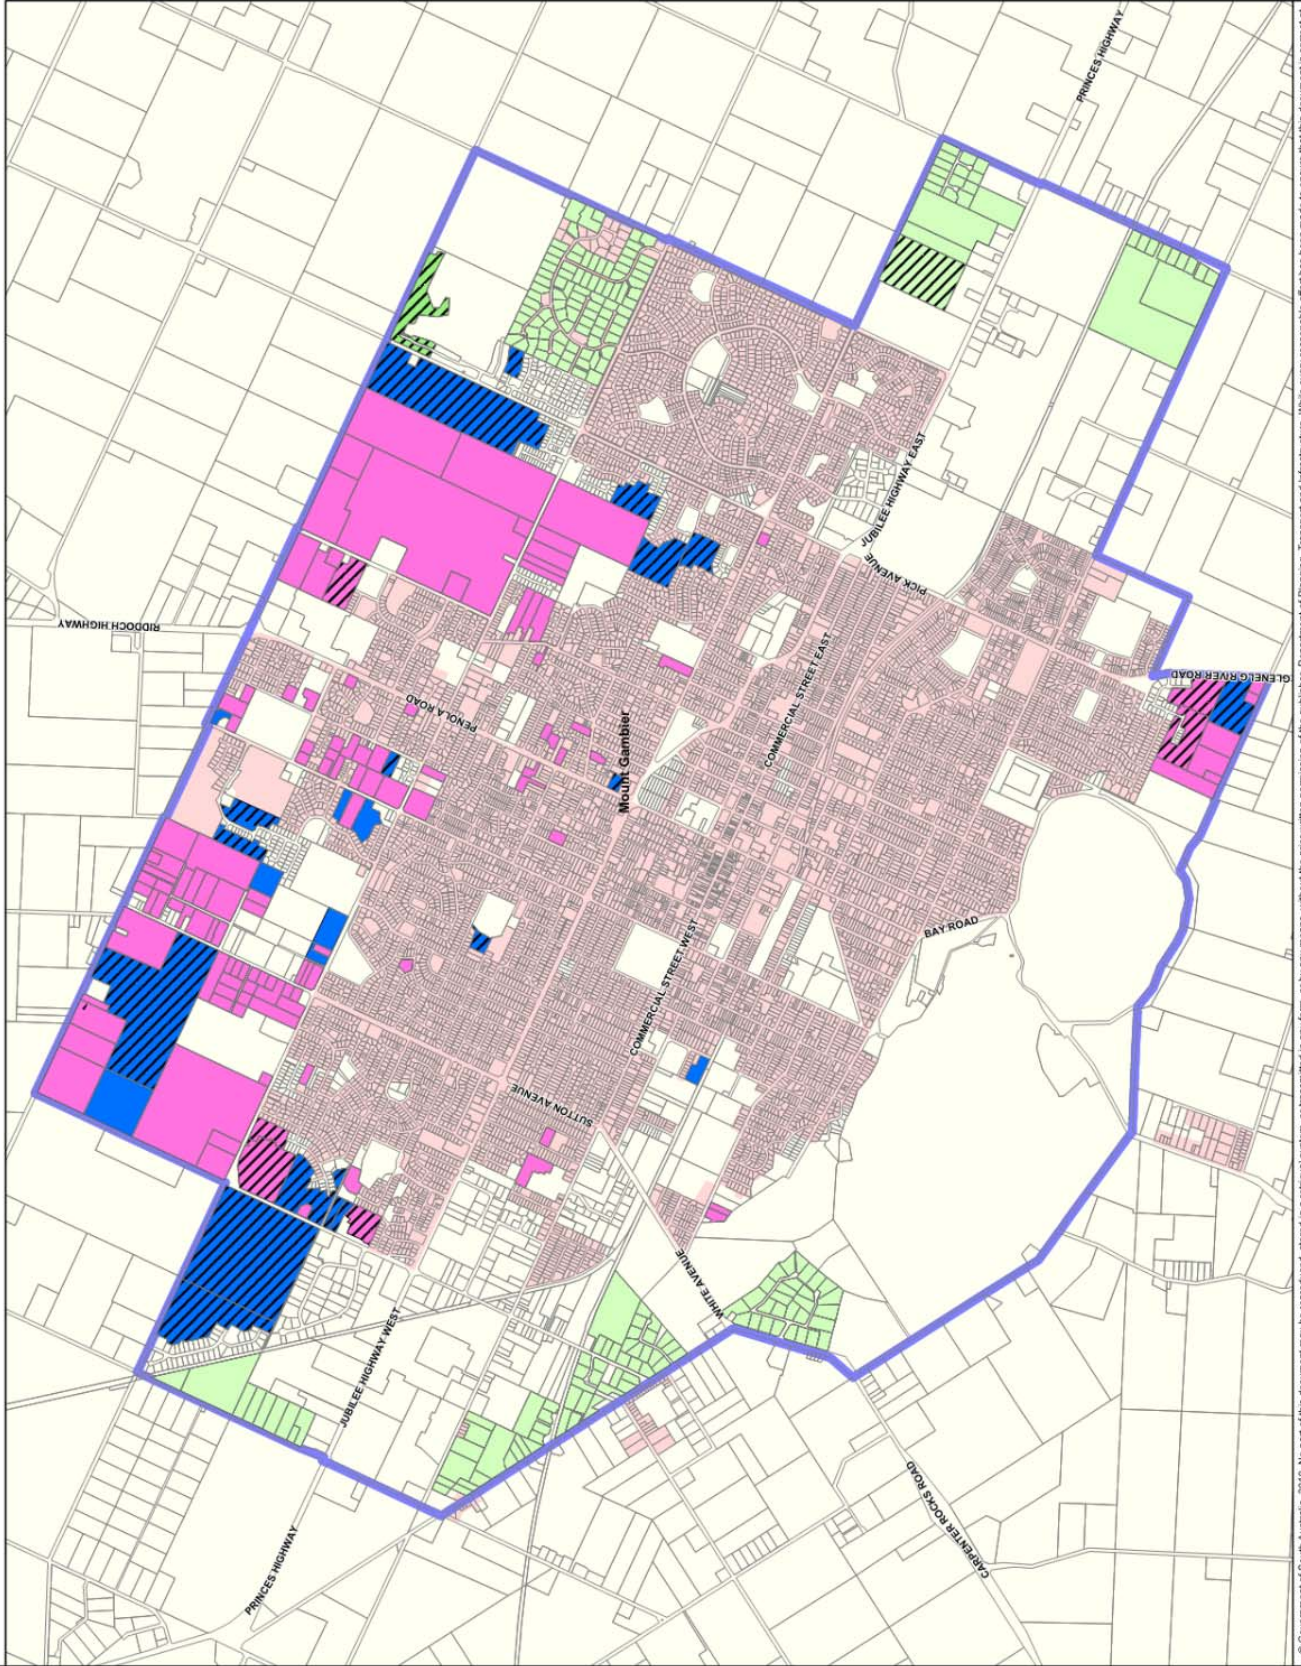 PRINCES HIGHWAY
RIDDOCH HIGHWAY
JUBILEE HIGHWAY EAST
PICK AVENUE
PENOLA ROAD
COMMERCIAL STREET EAST
GLENELG RIVER ROAD
Mount Gambier
BAY ROAD
COMMERCIAL STREET WEST
SUTTON AVENUE
WHITE AVENUE
JUBILEE HIGHWAY WEST
CARPENTER ROCKS ROAD
PRINCES HIGHWAY